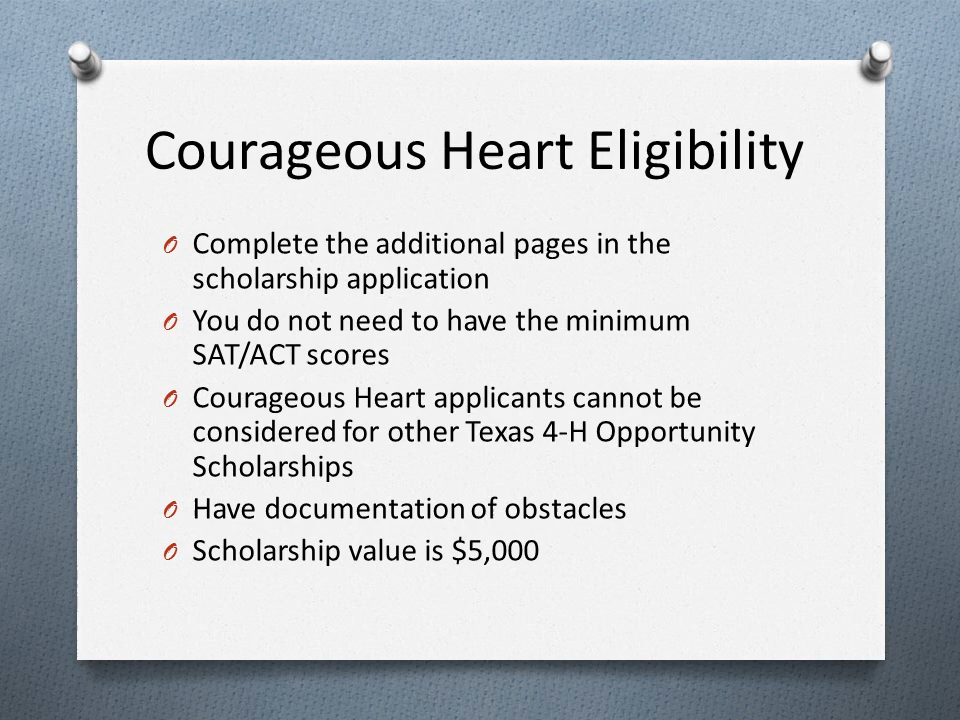 Courageous Heart Eligibility
Complete the additional pages in the
scholarship application
You do not need to have the minimum
SAT/ACT scores
Courageous Heart applicants cannot be
considered for other Texas 4-H Opportunity
Scholarships
Have documentation of obstacles
Scholarship value is $5,000